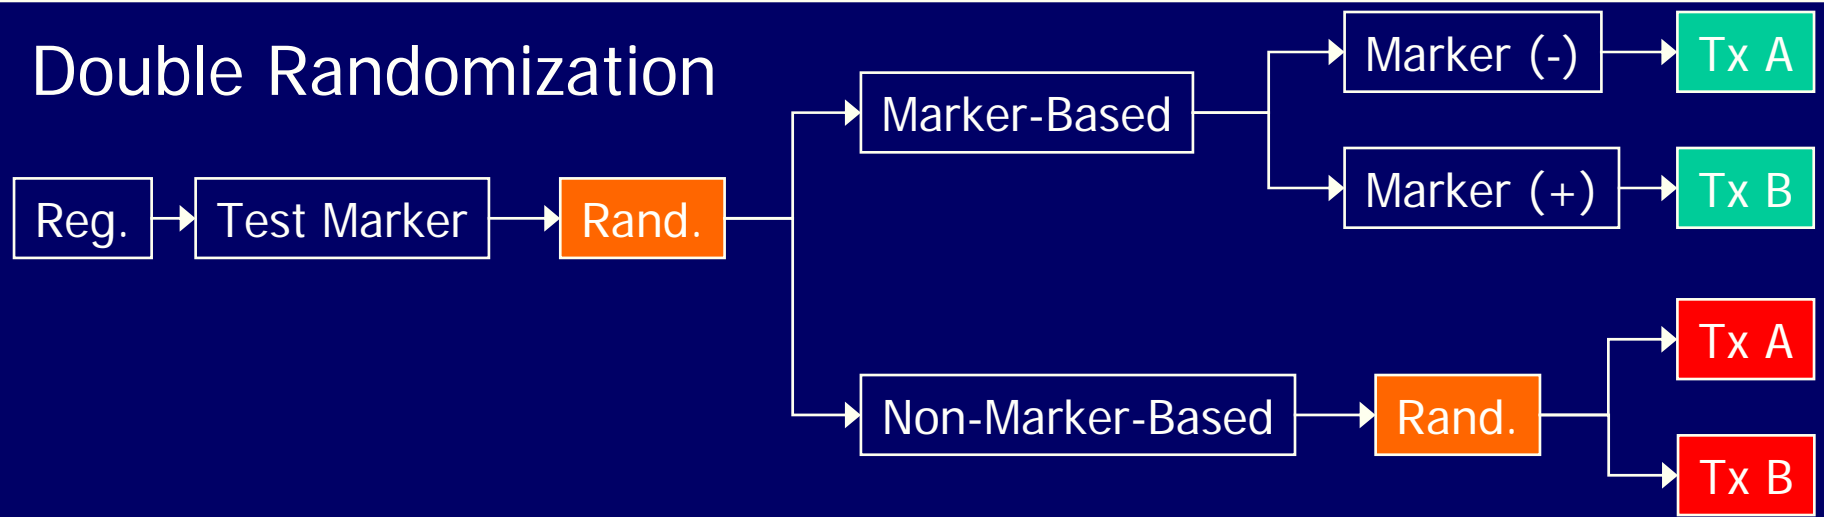 Double Randomization
Reg.
Test Marker
Rand.
Marker-Based
Marker (-)
Tx A
Marker (+)
Tx B
Non-Marker-Based
Rand.
Tx A
Tx B